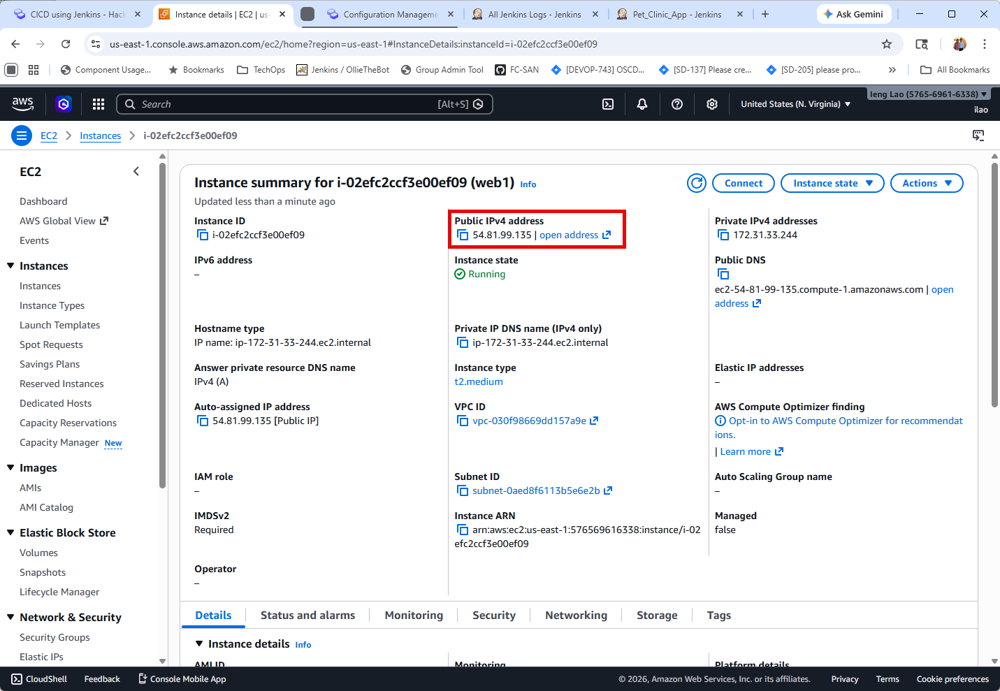 CICD using Jenkins - Hack
Instance details | EC2 | us-
Configuration Manageme
All Jenkins Logs - Jenkins
Pet_Clinic_App - Jenkins
Ask Gemini
us-east-1.console.aws.amazon.com/ec2/home?region=us-east-1#InstanceDetails:instanceId=i-02efc2ccf3e00ef09
Component Usage...
Bookmarks
TechOps
Jenkins / OllieTheBot
Group Admin Tool
FC-SAN
[DEVOP-743] OSCD...
[SD-137] Please cre...
[SD-205] please pro...
All Bookmarks
aws
Search
[Alt+S]
United States (N. Virginia)
Ieng Lao (5765-6961-6338)
ilao
EC2
Instances
i-02efc2ccf3e00ef09
EC2
Dashboard
AWS Global View
Events
Instances
Instances
Instance Types
Launch Templates
Spot Requests
Savings Plans
Reserved Instances
Dedicated Hosts
Capacity Reservations
Capacity Manager New
Images
AMIs
AMI Catalog
Elastic Block Store
Volumes
Snapshots
Lifecycle Manager
Network & Security
Security Groups
Elastic IPs
Instance summary for i-02efc2ccf3e00ef09 (web1) Info
Updated less than a minute ago
Connect
Instance state
Actions
Instance ID
i-02efc2ccf3e00ef09
Public IPv4 address
54.81.99.135 | open address
Private IPv4 addresses
172.31.33.244
IPv6 address
–
Instance state
Running
Public DNS
ec2-54-81-99-135.compute-1.amazonaws.com | open
address
Hostname type
IP name: ip-172-31-33-244.ec2.internal
Private IP DNS name (IPv4 only)
ip-172-31-33-244.ec2.internal
Answer private resource DNS name
IPv4 (A)
Instance type
t2.medium
Elastic IP addresses
–
Auto-assigned IP address
54.81.99.135 [Public IP]
VPC ID
vpc-030f98669dd157a9e
AWS Compute Optimizer finding
Opt-in to AWS Compute Optimizer for recommendat
ions.
| Learn more
IAM role
–
Subnet ID
subnet-0aed8f6113b5e6e2b
Auto Scaling Group name
–
IMDSv2
Required
Instance ARN
arn:aws:ec2:us-east-1:576569616338:instance/i-02
efc2ccf3e00ef09
Managed
false
Operator
–
Details
Status and alarms
Monitoring
Security
Networking
Storage
Tags
Instance details Info
AMI ID
Monitoring
Platform details
CloudShell
Feedback
Console Mobile App
© 2026, Amazon Web Services, Inc. or its affiliates.
Privacy
Terms
Cookie preferences